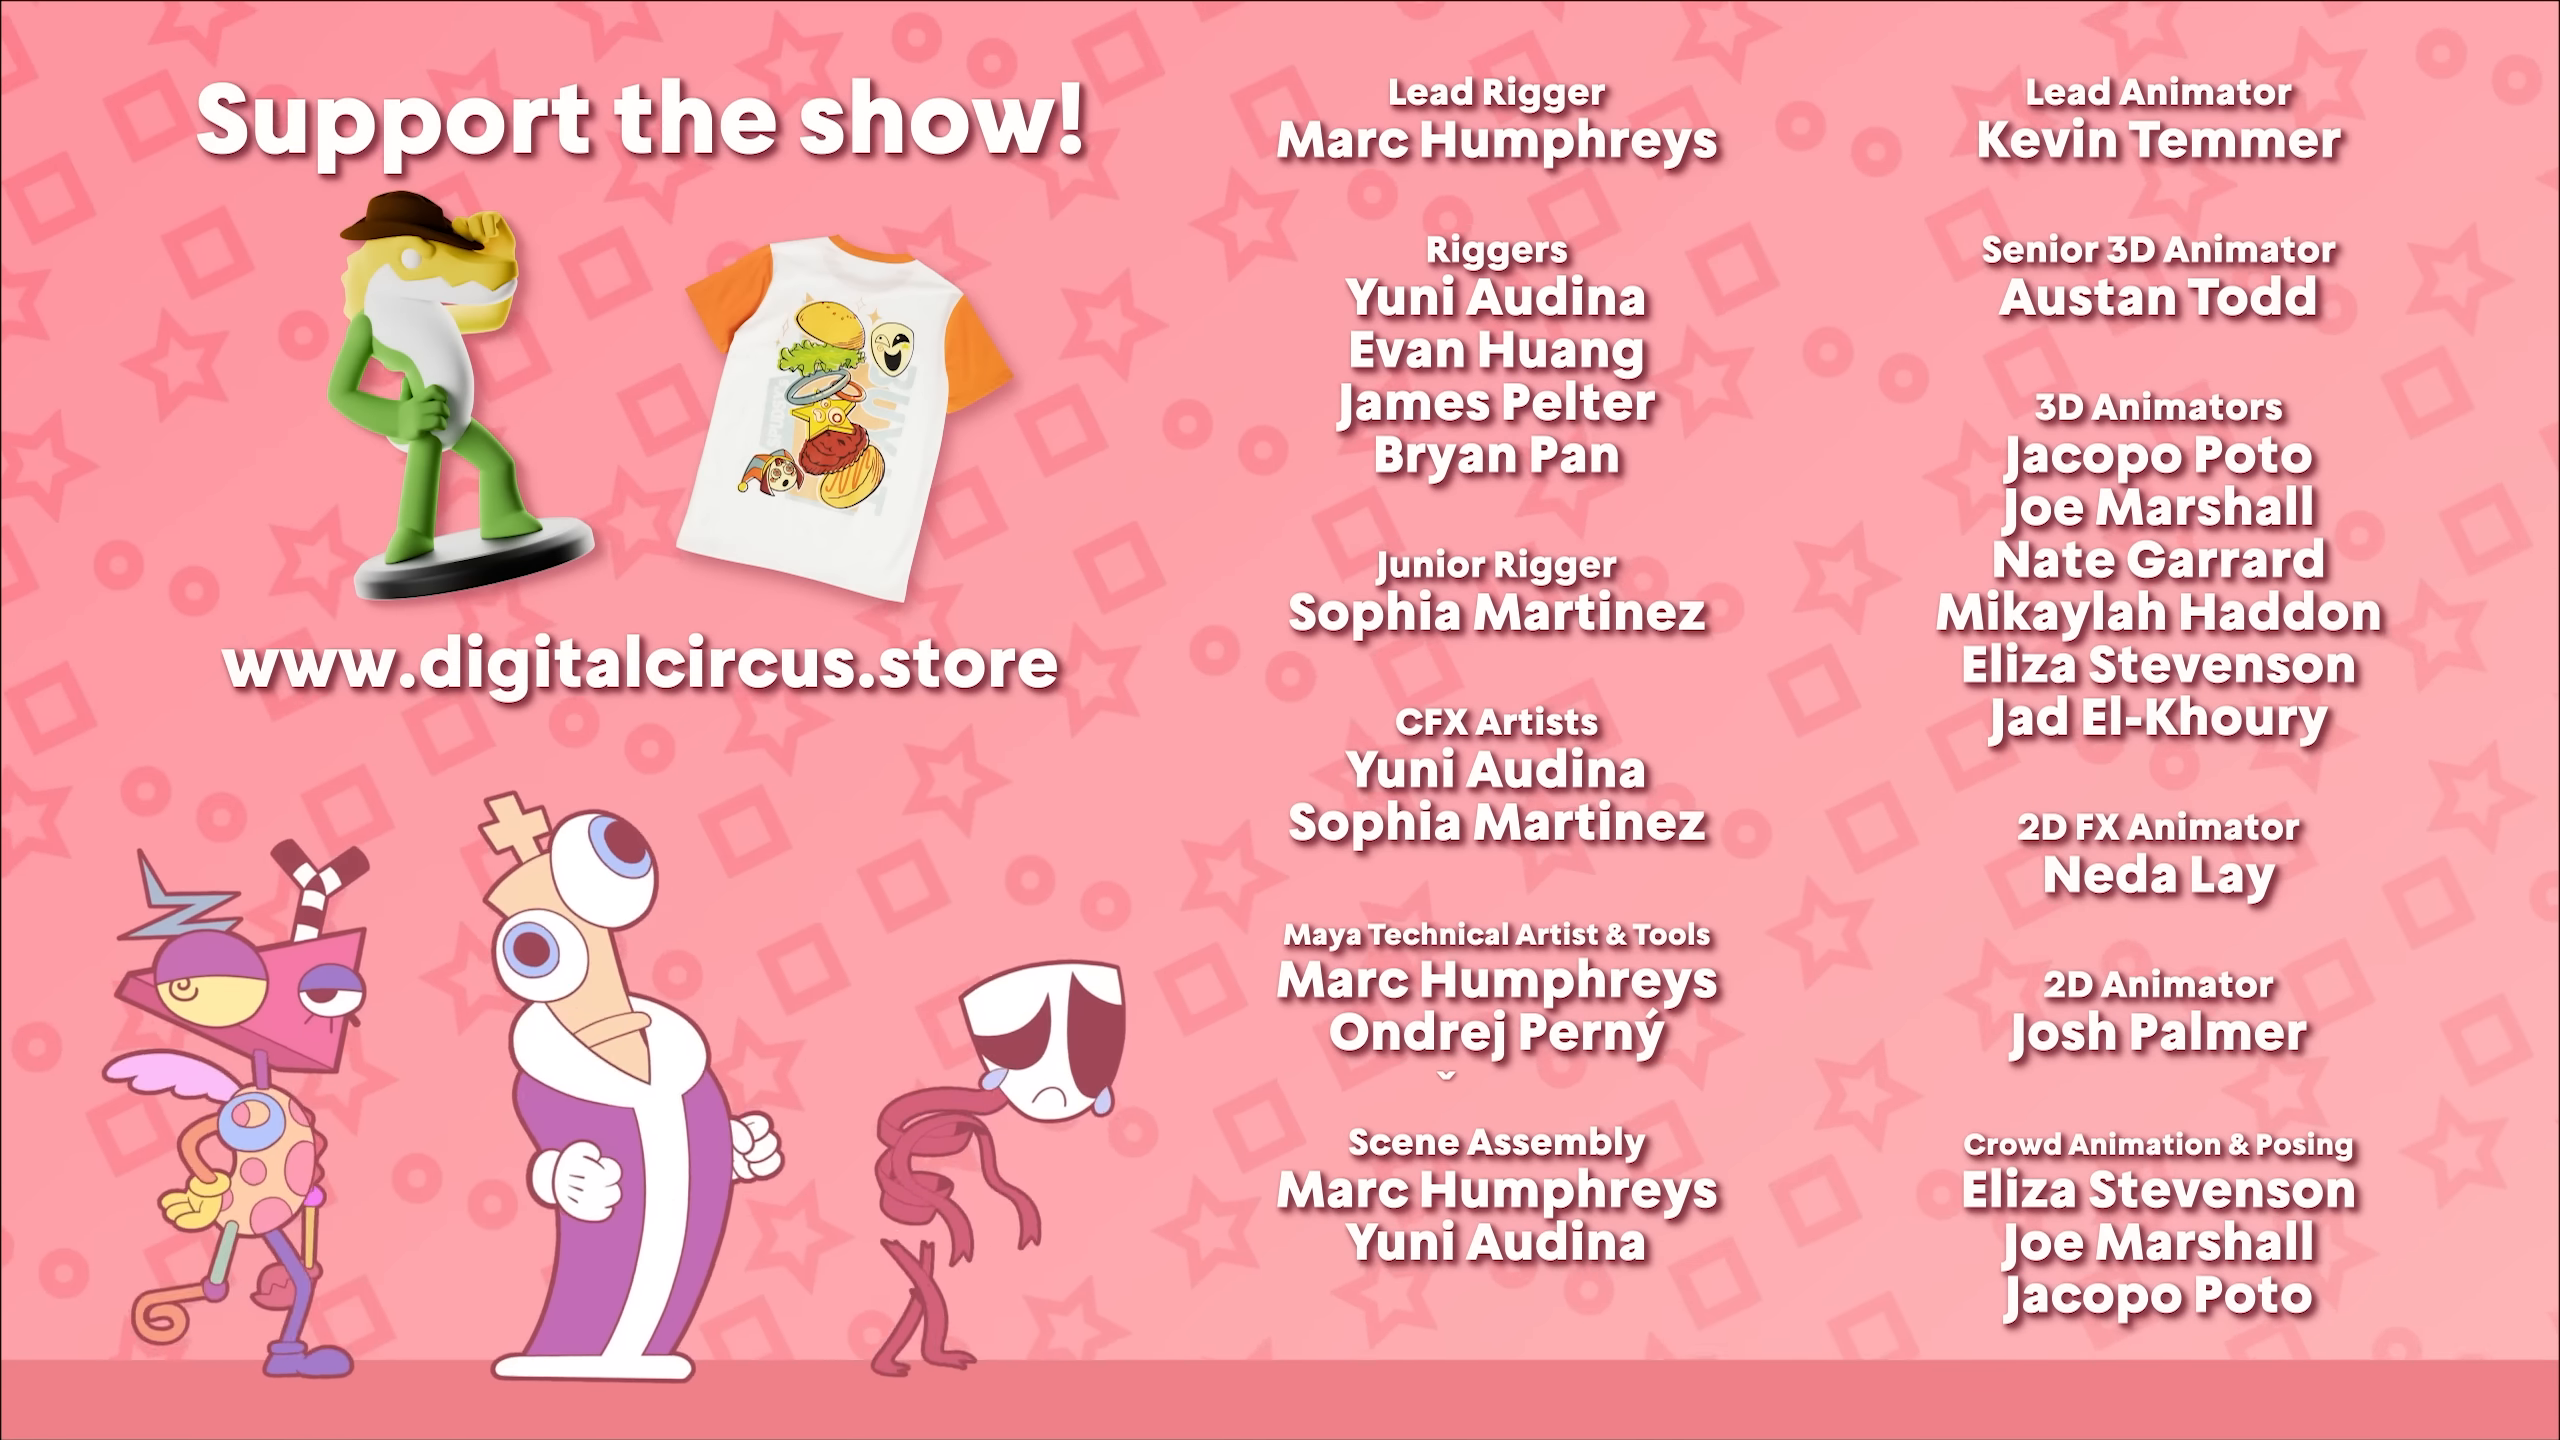 Support the show!
www.digitalcircus.store
Lead Rigger
Marc Humphreys
Riggers
Yuni Audina
Evan Huang
James Pelter
Bryan Pan
Junior Rigger
Sophia Martinez
CFX Artists
Yuni Audina
Sophia Martinez
Maya Technical Artist & Tools
Marc Humphreys
Ondrej Perný
Scene Assembly
Marc Humphreys
Yuni Audina
Lead Animator
Kevin Temmer
Senior 3D Animator
Austan Todd
3D Animators
Jacopo Poto
Joe Marshall
Nate Garrard
Mikaylah Haddon
Eliza Stevenson
Jad El-Khoury
2D FX Animator
Neda Lay
2D Animator
Josh Palmer
Crowd Animation & Posing
Eliza Stevenson
Joe Marshall
Jacopo Poto